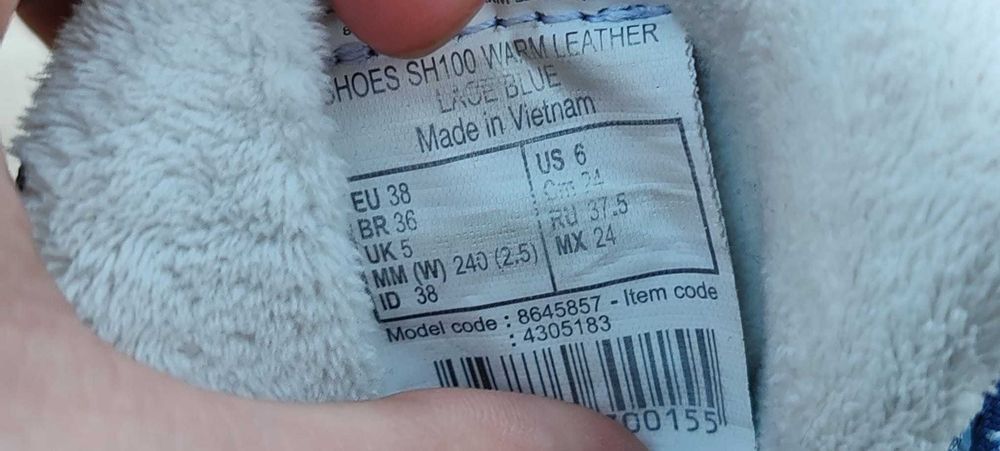 SHOES SH100 WARM LEATHER
LACE BLUE
Made in Vietnam
EU 38
BR 36
UK 5
MM (W) 240 (2.5)
ID 38
US 6
Cm 24
RU 37.5
MX 24
Model code : 8645857 - Item code
: 4305183
00155